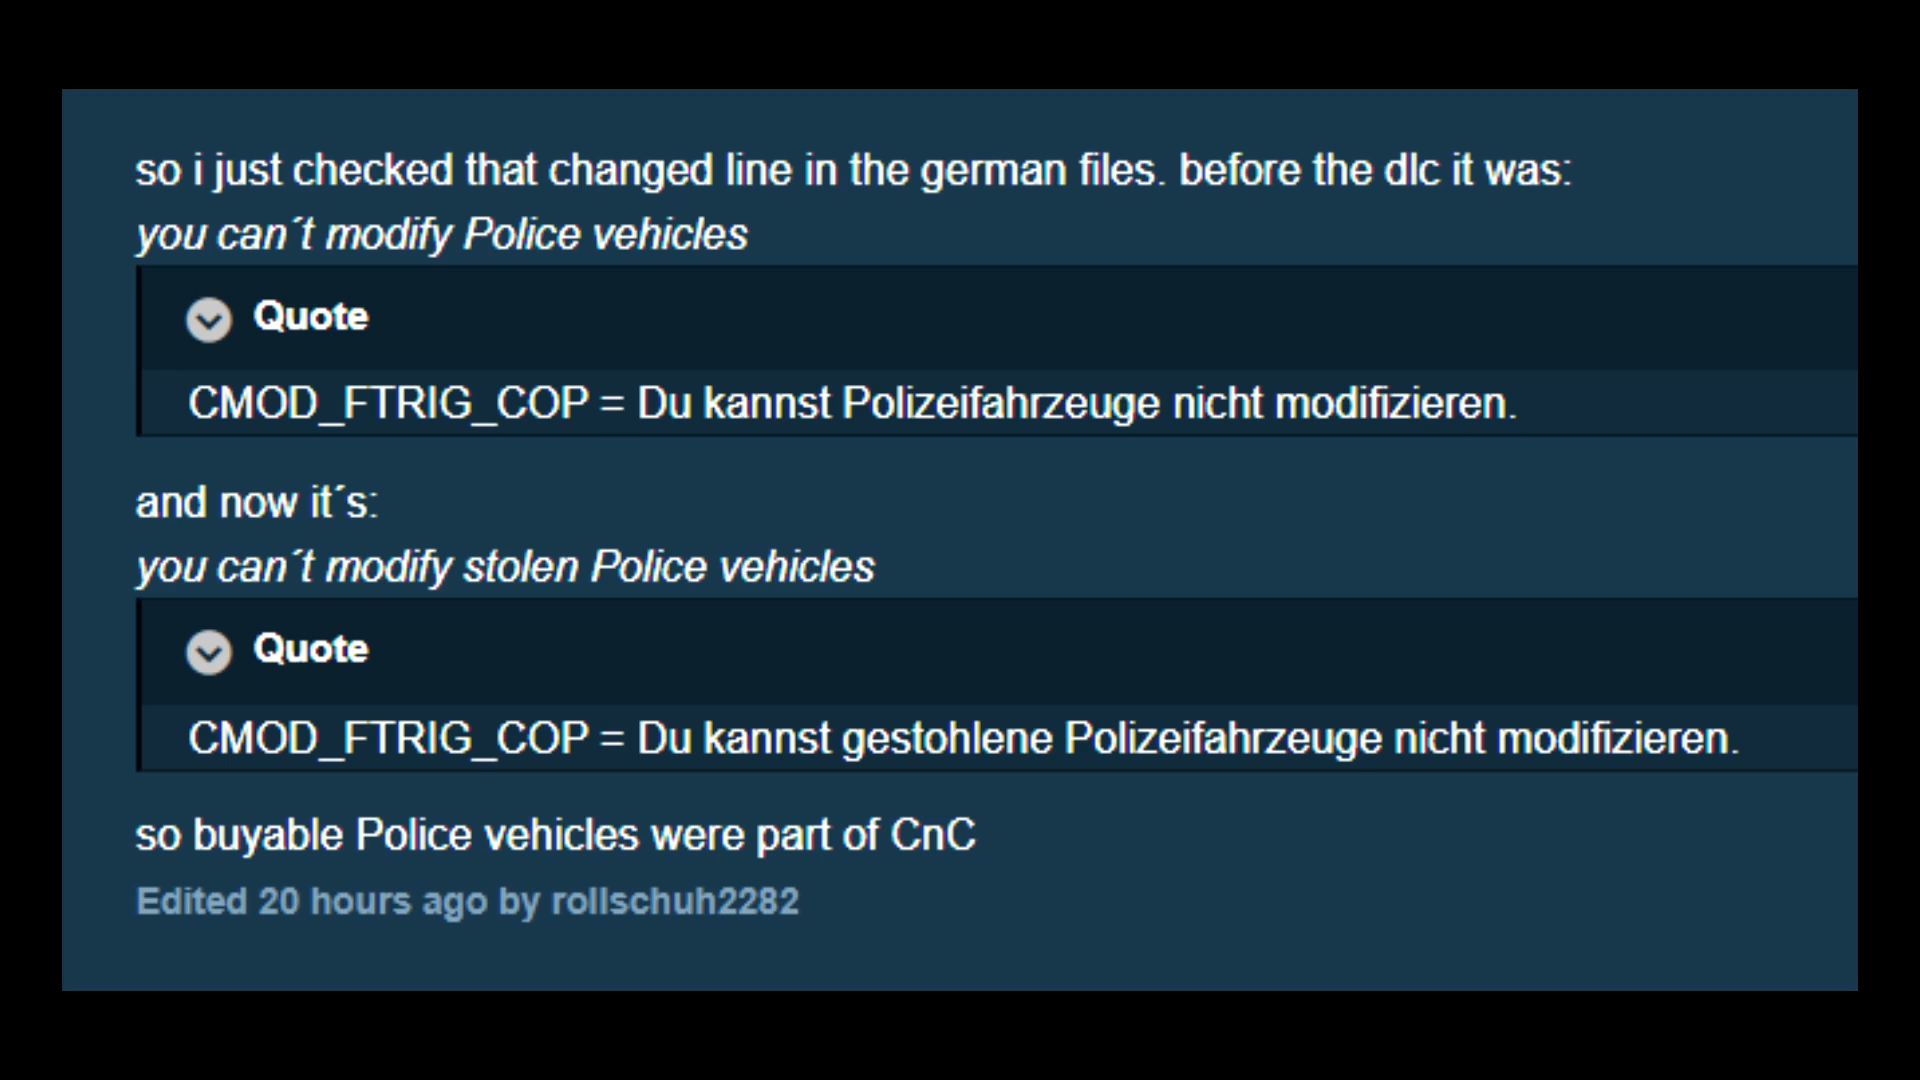 so i just checked that changed line in the german files. before the dlc it was:
you can´t modify Police vehicles
Quote
CMOD_FTRIG_COP = Du kannst Polizeifahrzeuge nicht modifizieren.
and now it´s:
you can´t modify stolen Police vehicles
Quote
CMOD_FTRIG_COP = Du kannst gestohlene Polizeifahrzeuge nicht modifizieren.
so buyable Police vehicles were part of CnC
Edited 20 hours ago by rollschuh2282